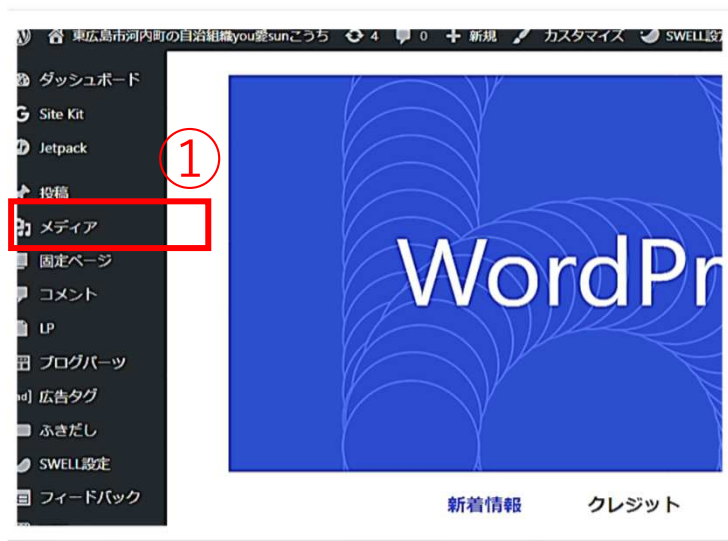 東広島市河内町の自治組織you愛sunこうち 4 0 新規 カスタマイズ SWELL設
ダッシュボード
Site Kit
Jetpack
①
投稿
メディア
固定ページ
コメント
LP
ブログパーツ
広告タグ
ふきだし
SWELL設定
フィードバック
WordPr
新着情報 クレジット